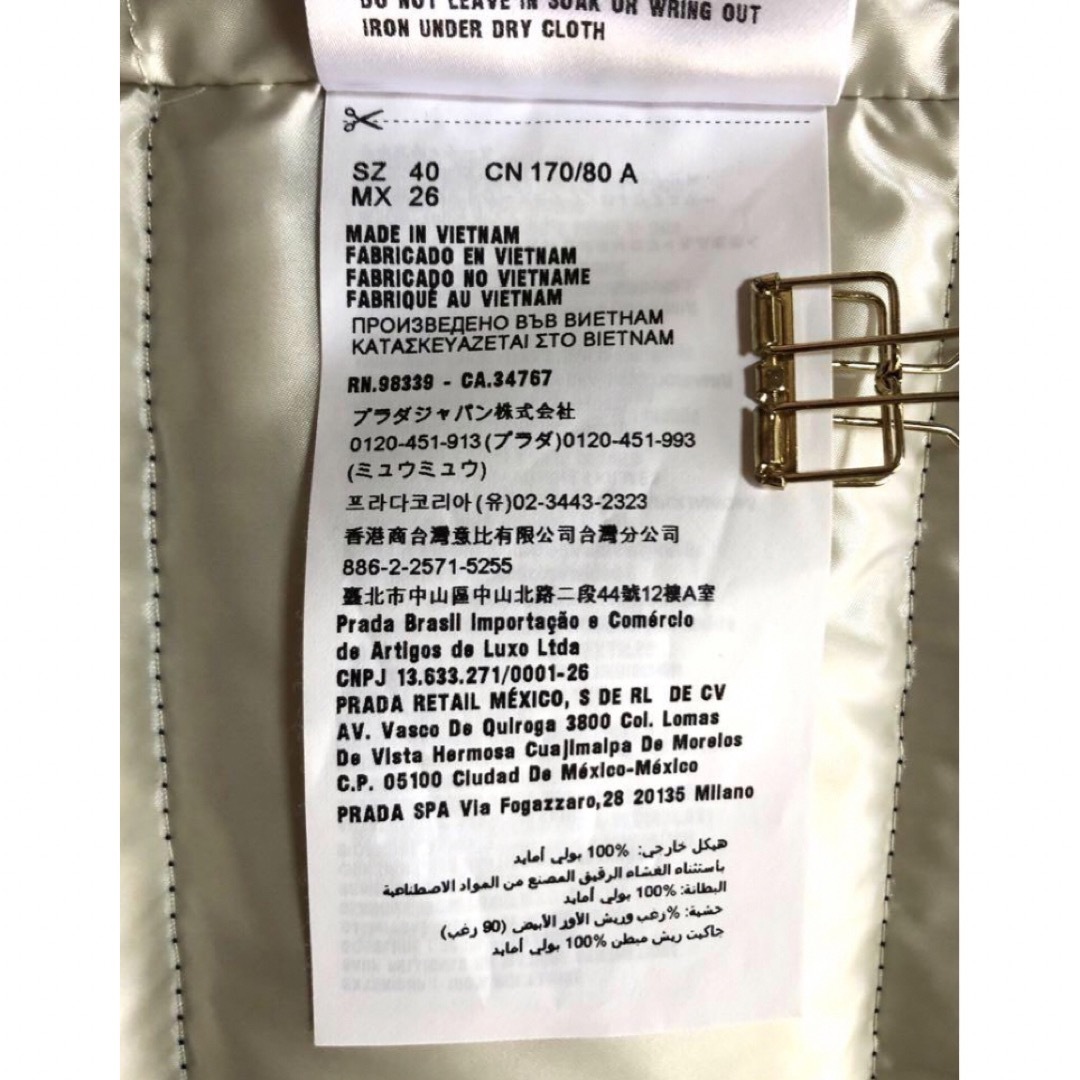 DO NOT LEAVE IN SOAK OR WRING OUT
IRON UNDER DRY CLOTH
SZ 40 CN 170/80 A
MX 26
MADE IN VIETNAM
FABRICADO EN VIETNAM
FABRICADO NO VIETNAME
FABRIQUÉ AU VIETNAM
ПРОИЗВЕДЕНО ВЪВ ВИЕТНАМ
ΚΑΤΑΣΚΕΥΑΖΕΤΑΙ ΣΤΟ ΒΙΕΤΝΑΜ
RN.98339 - CA.34767
プラダジャパン株式会社
0120-451-913(プラダ)0120-451-993
(ミュウミュウ)
프라다코리아(유)02-3443-2323
香港商台灣意比有限公司台灣分公司
886-2-2571-5255
臺北市中山區中山北路二段44號12樓A室
Prada Brasil Importação e Comércio
de Artigos de Luxo Ltda
CNPJ 13.633.271/0001-26
PRADA RETAIL MÉXICO, S DE RL DE CV
AV. Vasco De Quiroga 3800 Col. Lomas
De Vista Hermosa Cuajimalpa De Morelos
C.P. 05100 Ciudad De México-México
PRADA SPA Via Fogazzaro,28 20135 Milano
هيكل خارجي: %100 بولي أمايد
باستثناء الغشاء الرقيق المصنع من المواد الاصطناعية
البطانة: %100 بولي أمايد
حشية: %رغب وريش الأور الأبيض (90 رغب)
جاكيت ريش مبطن %100 بولي أمايد